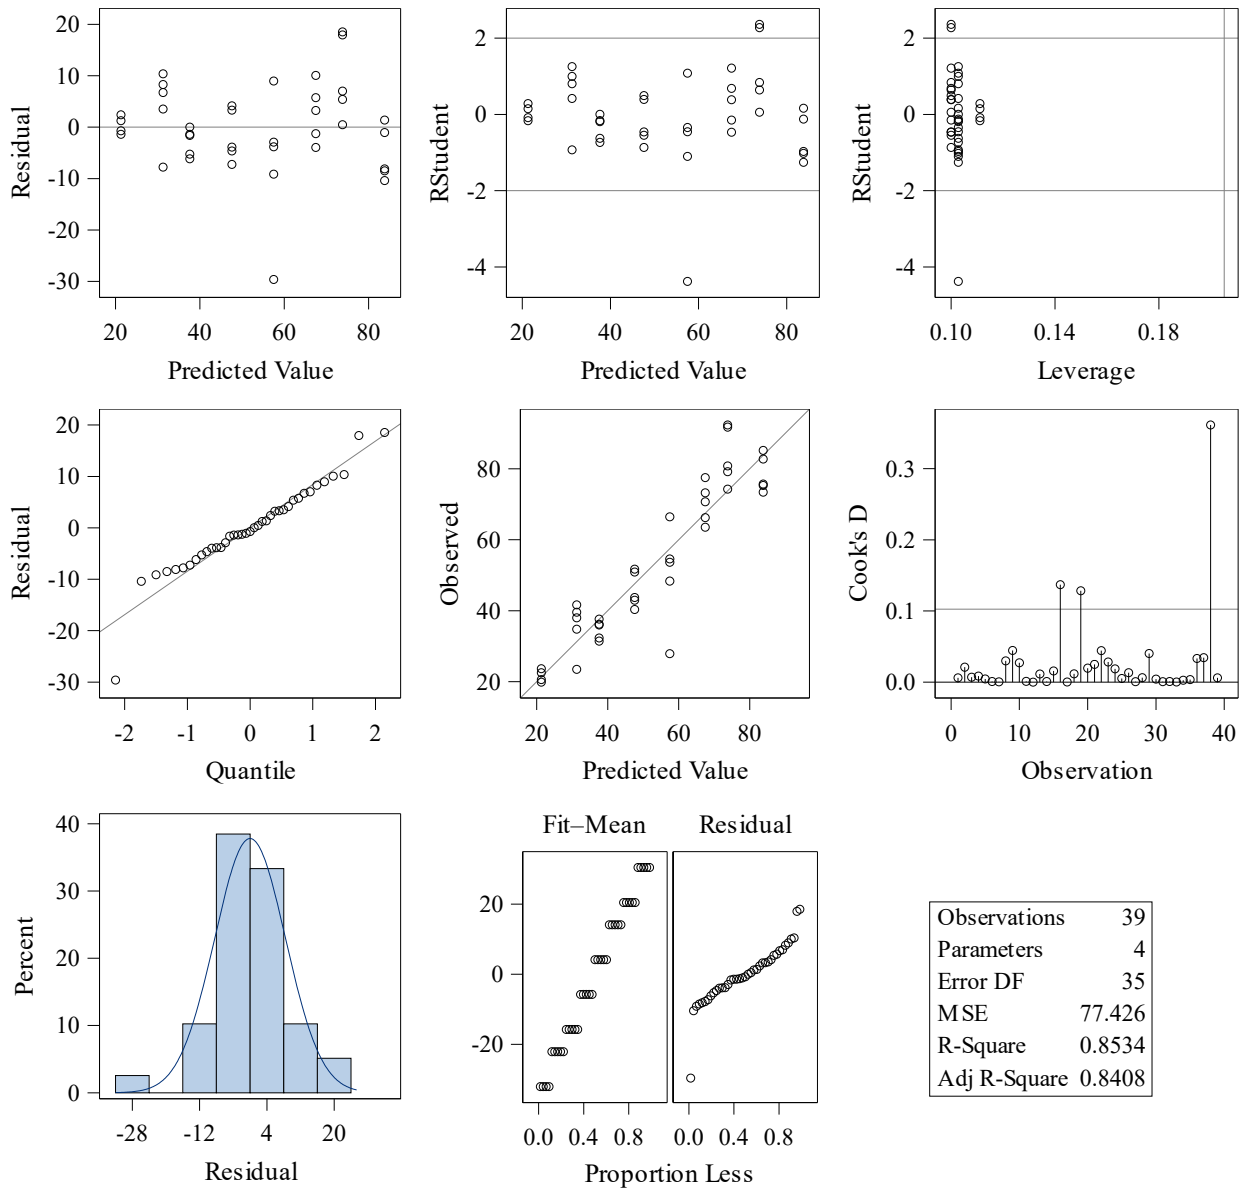 20
10
0
-10
-20
-30
Residual
20 40 60 80
Predicted Value
2
0
-2
-4
RStudent
20 40 60 80
Predicted Value
2
0
-2
-4
RStudent
0.10 0.14 0.18
Leverage
20
10
0
-10
-20
-30
Residual
-2 -1 0 1 2
Quantile
80
60
40
20
Observed
20 40 60 80
Predicted Value
0.3
0.2
0.1
0.0
Cook's D
0 10 20 30 40
Observation
40
30
20
10
0
Percent
-28 -12 4 20
Residual
Fit–Mean Residual
20
0
-20
0.0 0.4 0.8 0.0 0.4 0.8
Proportion Less
Observations 39
Parameters 4
Error DF 35
MSE 77.426
R-Square 0.8534
Adj R-Square 0.8408